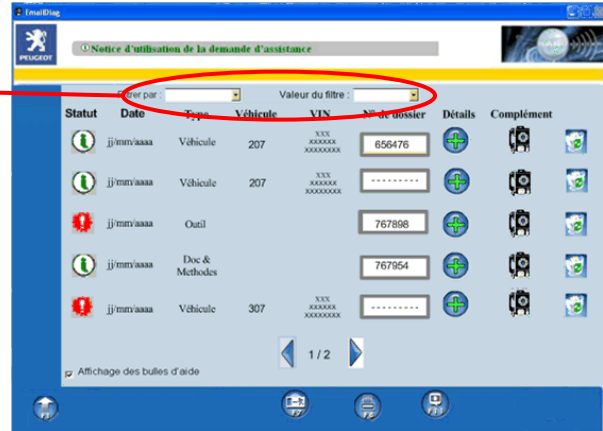 EmailDiag
PEUGEOT
Notice d'utilisation de la demande d'assistance
Filtrer par : Valeur du filtre :
Statut Date Type Véhicule VIN N° de dossier Détails Complément
jj/mm/aaaa Véhicule 207 xxx xxxxxx xxxxxxxx 656476
jj/mm/aaaa Véhicule 207 xxx xxxxxx xxxxxxxx ---------
jj/mm/aaaa Outil 767898
jj/mm/aaaa Doc & Methodes 767954
jj/mm/aaaa Véhicule 307 xxx xxxxxx xxxxxxxx ---------
1 / 2
Affichage des bulles d'aide